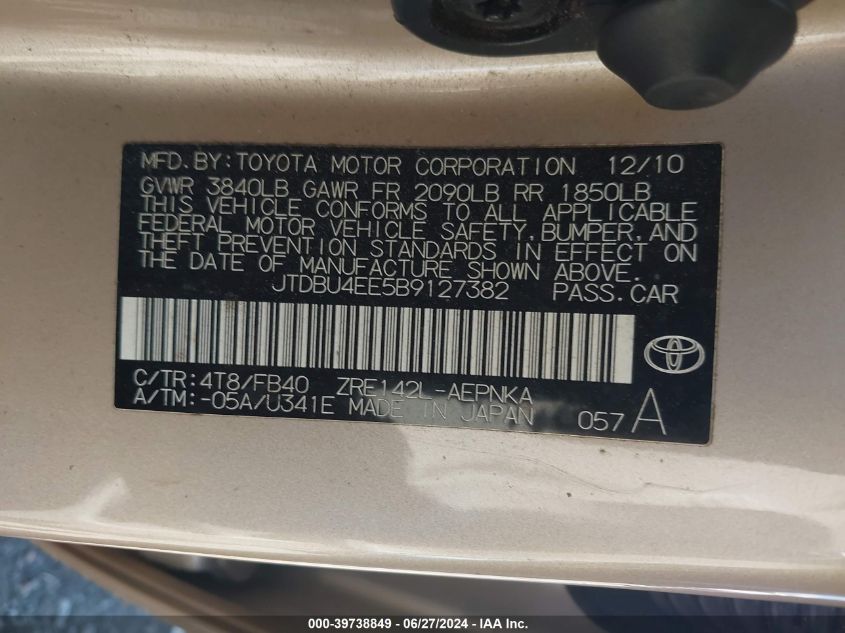 MFD. BY: TOYOTA MOTOR CORPORATION 12/10
GVWR 3840LB GAWR FR 2090LB RR 1850LB
THIS VEHICLE CONFORMS TO ALL APPLICABLE
FEDERAL MOTOR VEHICLE SAFETY, BUMPER, AND
THEFT PREVENTION STANDARDS IN EFFECT ON
THE DATE OF MANUFACTURE SHOWN ABOVE.
JTDBU4EE5B9127382 PASS. CAR
C/TR: 4T8/FB40 ZRE142L-AEPNKA
A/TM: -05A/U341E MADE IN JAPAN 057 A
000-39738849 - 06/27/2024 - IAA Inc.